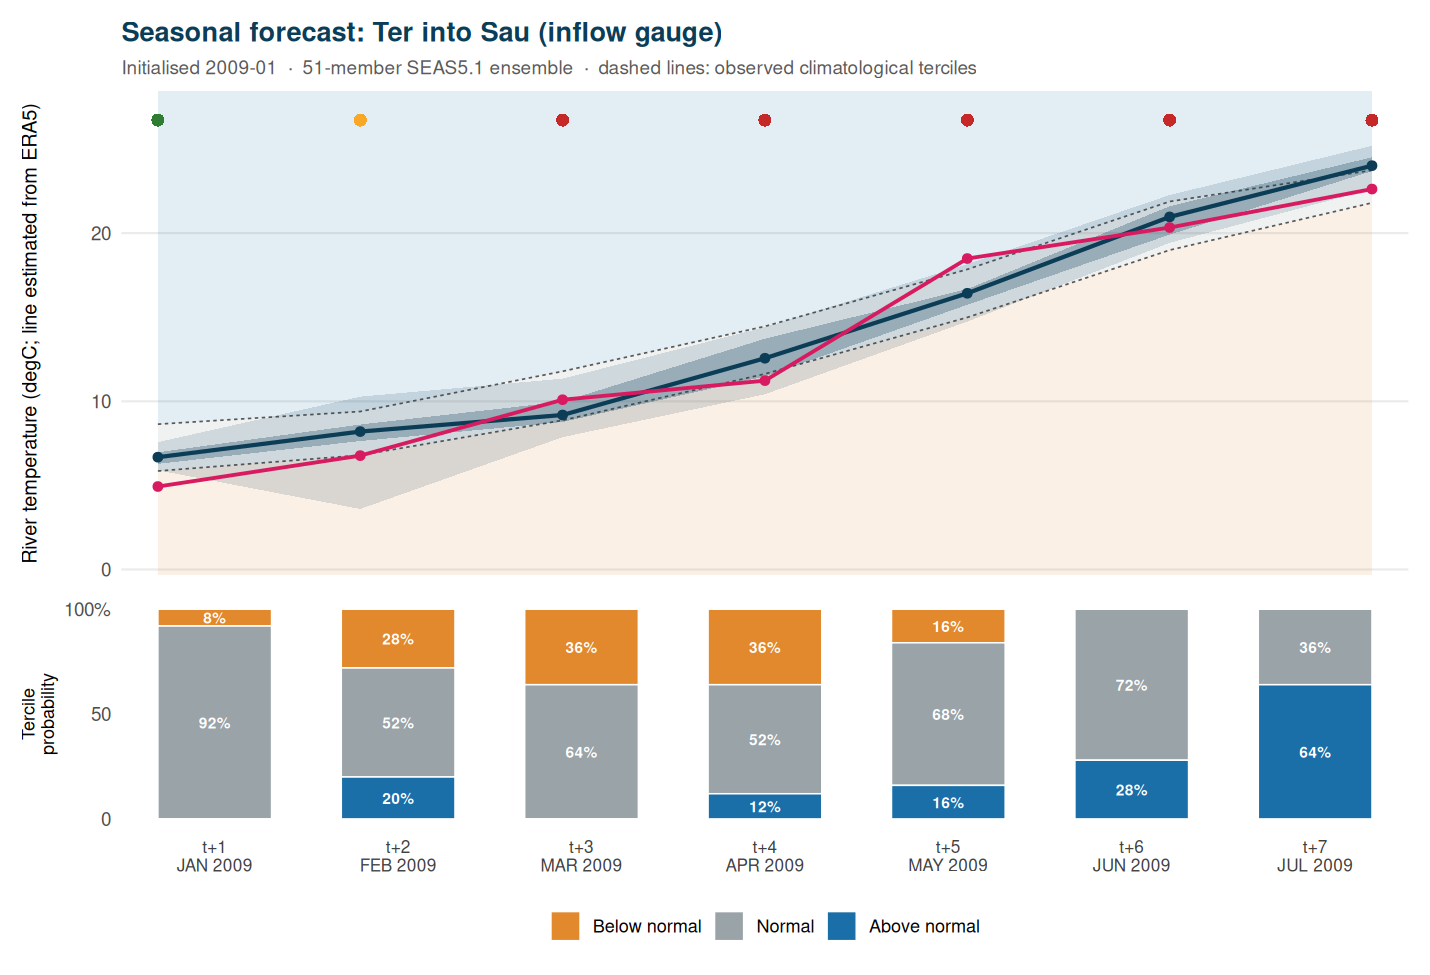 Seasonal forecast: Ter into Sau (inflow gauge)
Initialised 2009-01 · 51-member SEAS5.1 ensemble · dashed lines: observed climatological terciles
River temperature (degC; line estimated from ERA5)
20
10
0
Tercile
probability
100%
50
0
8%
92%
28%
52%
20%
36%
64%
36%
52%
12%
16%
68%
16%
72%
28%
36%
64%
t+1
JAN 2009
t+2
FEB 2009
t+3
MAR 2009
t+4
APR 2009
t+5
MAY 2009
t+6
JUN 2009
t+7
JUL 2009
Below normal
Normal
Above normal